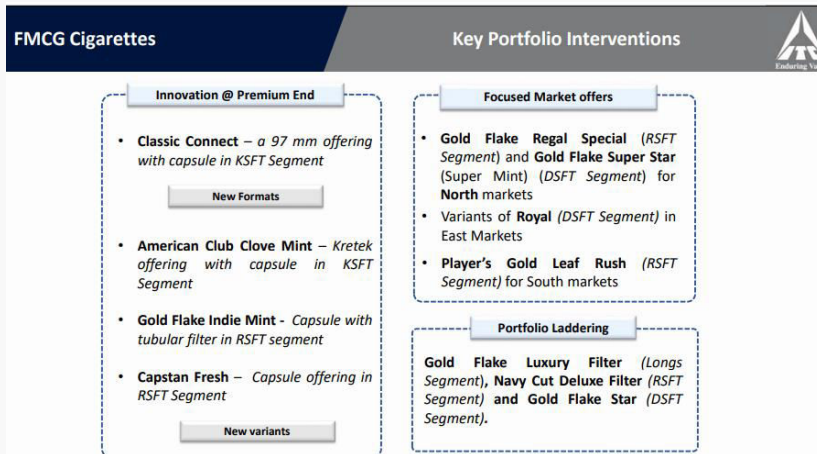 FMCG Cigarettes
Key Portfolio Interventions
ITC
Innovation @ Premium End
• Classic Connect – a 97 mm offering
with capsule in KSFT Segment
New Formats
• American Club Clove Mint – Kretek
offering with capsule in KSFT
Segment
• Gold Flake Indie Mint - Capsule with
tubular filter in RSFT segment
• Capstan Fresh – Capsule offering in
RSFT Segment
New variants
Focused Market offers
• Gold Flake Regal Special (RSFT
Segment) and Gold Flake Super Star
(Super Mint) (DSFT Segment) for
North markets
• Variants of Royal (DSFT Segment) in
East Markets
• Player's Gold Leaf Rush (RSFT
Segment) for South markets
Portfolio Laddering
Gold Flake Luxury Filter (Longs
Segment), Navy Cut Deluxe Filter (RSFT
Segment) and Gold Flake Star (DSFT
Segment).